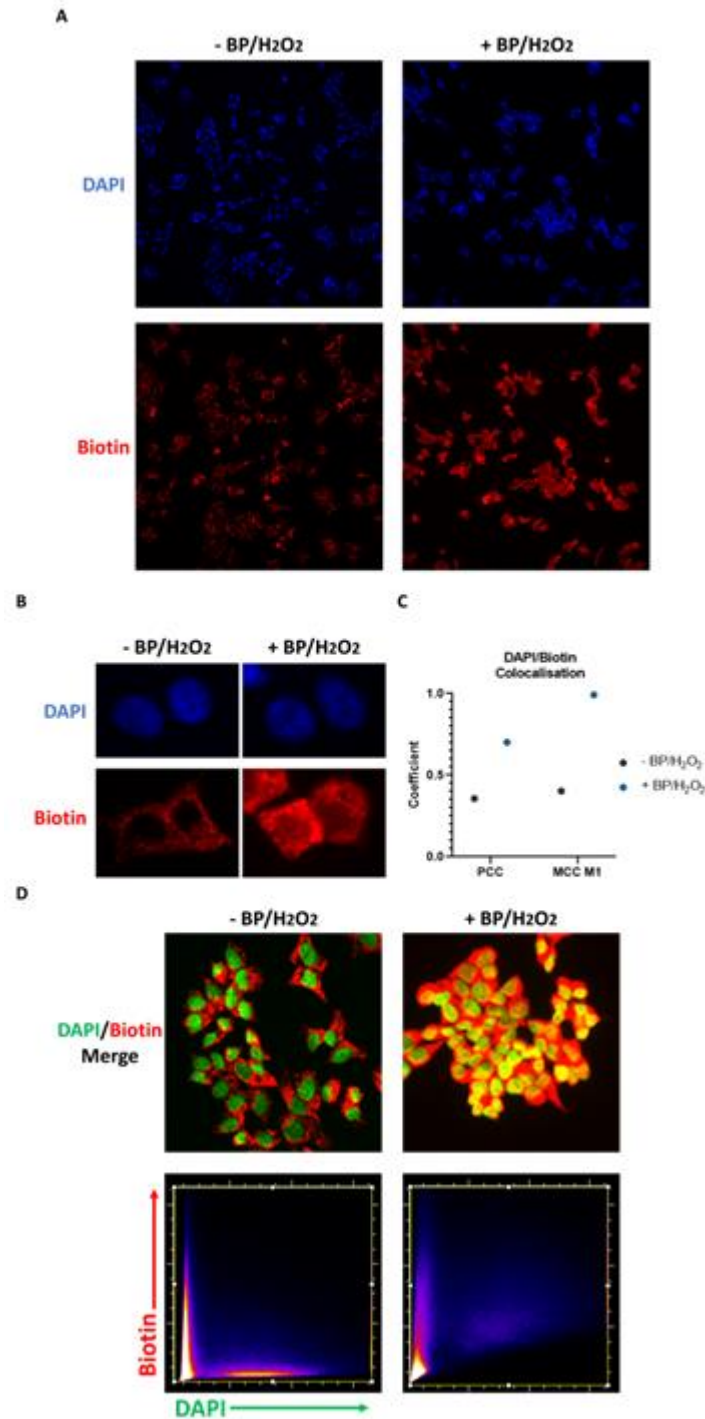 A
- BP/H2O2 + BP/H2O2
DAPI
Biotin
B
- BP/H2O2 + BP/H2O2
DAPI
Biotin
C
DAPI/Biotin
Colocalisation
1.0
0.5
0.0
Coefficient
PCC MCC M1
- BP/H₂O₂
+ BP/H₂O₂
D
- BP/H2O2 + BP/H2O2
DAPI/Biotin
Merge
Biotin
DAPI